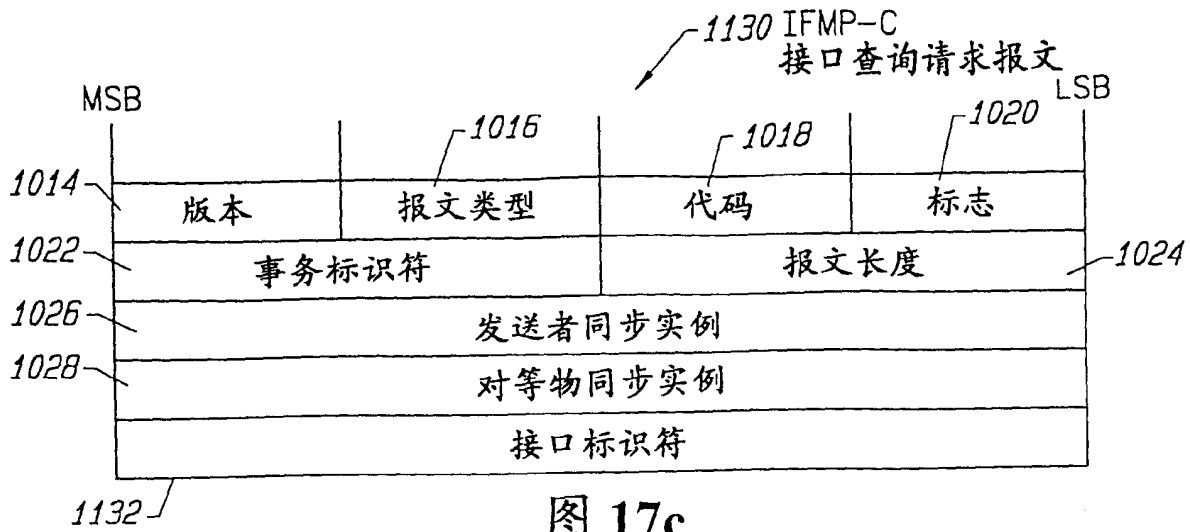 1130 IFMP-C
接口查询请求报文
MSB
LSB
1016
1018
1020
1014
版本
报文类型
代码
标志
1022
事务标识符
报文长度
1024
1026
发送者同步实例
1028
对等物同步实例
接口标识符
1132
图 17c